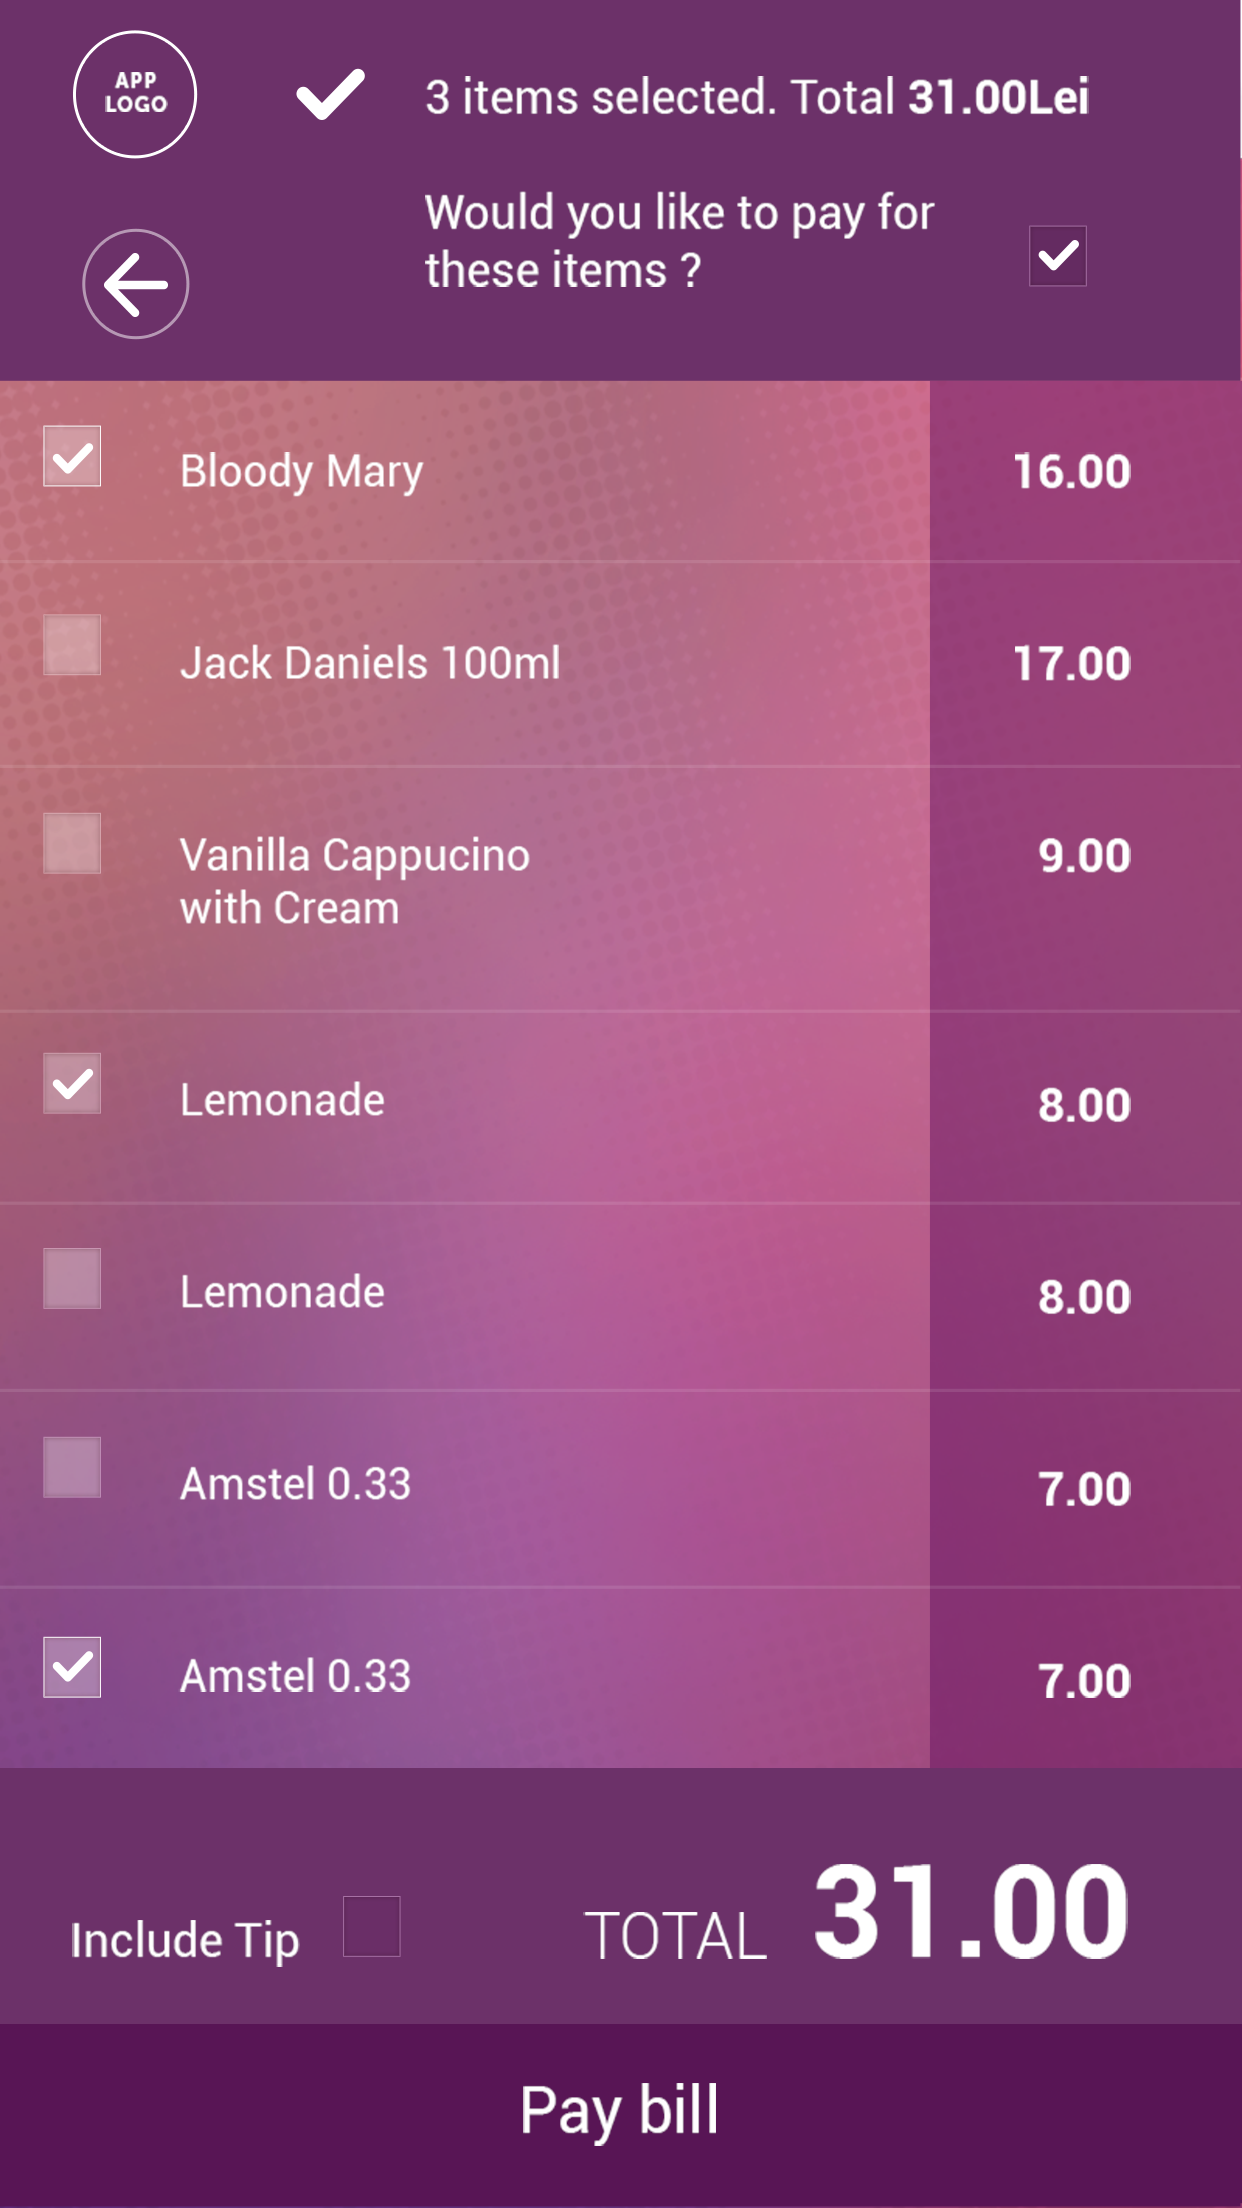 APP
LOGO
3 items selected. Total 31.00Lei
Would you like to pay for
these items ?
Bloody Mary 16.00
Jack Daniels 100ml 17.00
Vanilla Cappucino 9.00
with Cream
Lemonade 8.00
Lemonade 8.00
Amstel 0.33 7.00
Amstel 0.33 7.00
Include Tip TOTAL 31.00
Pay bill